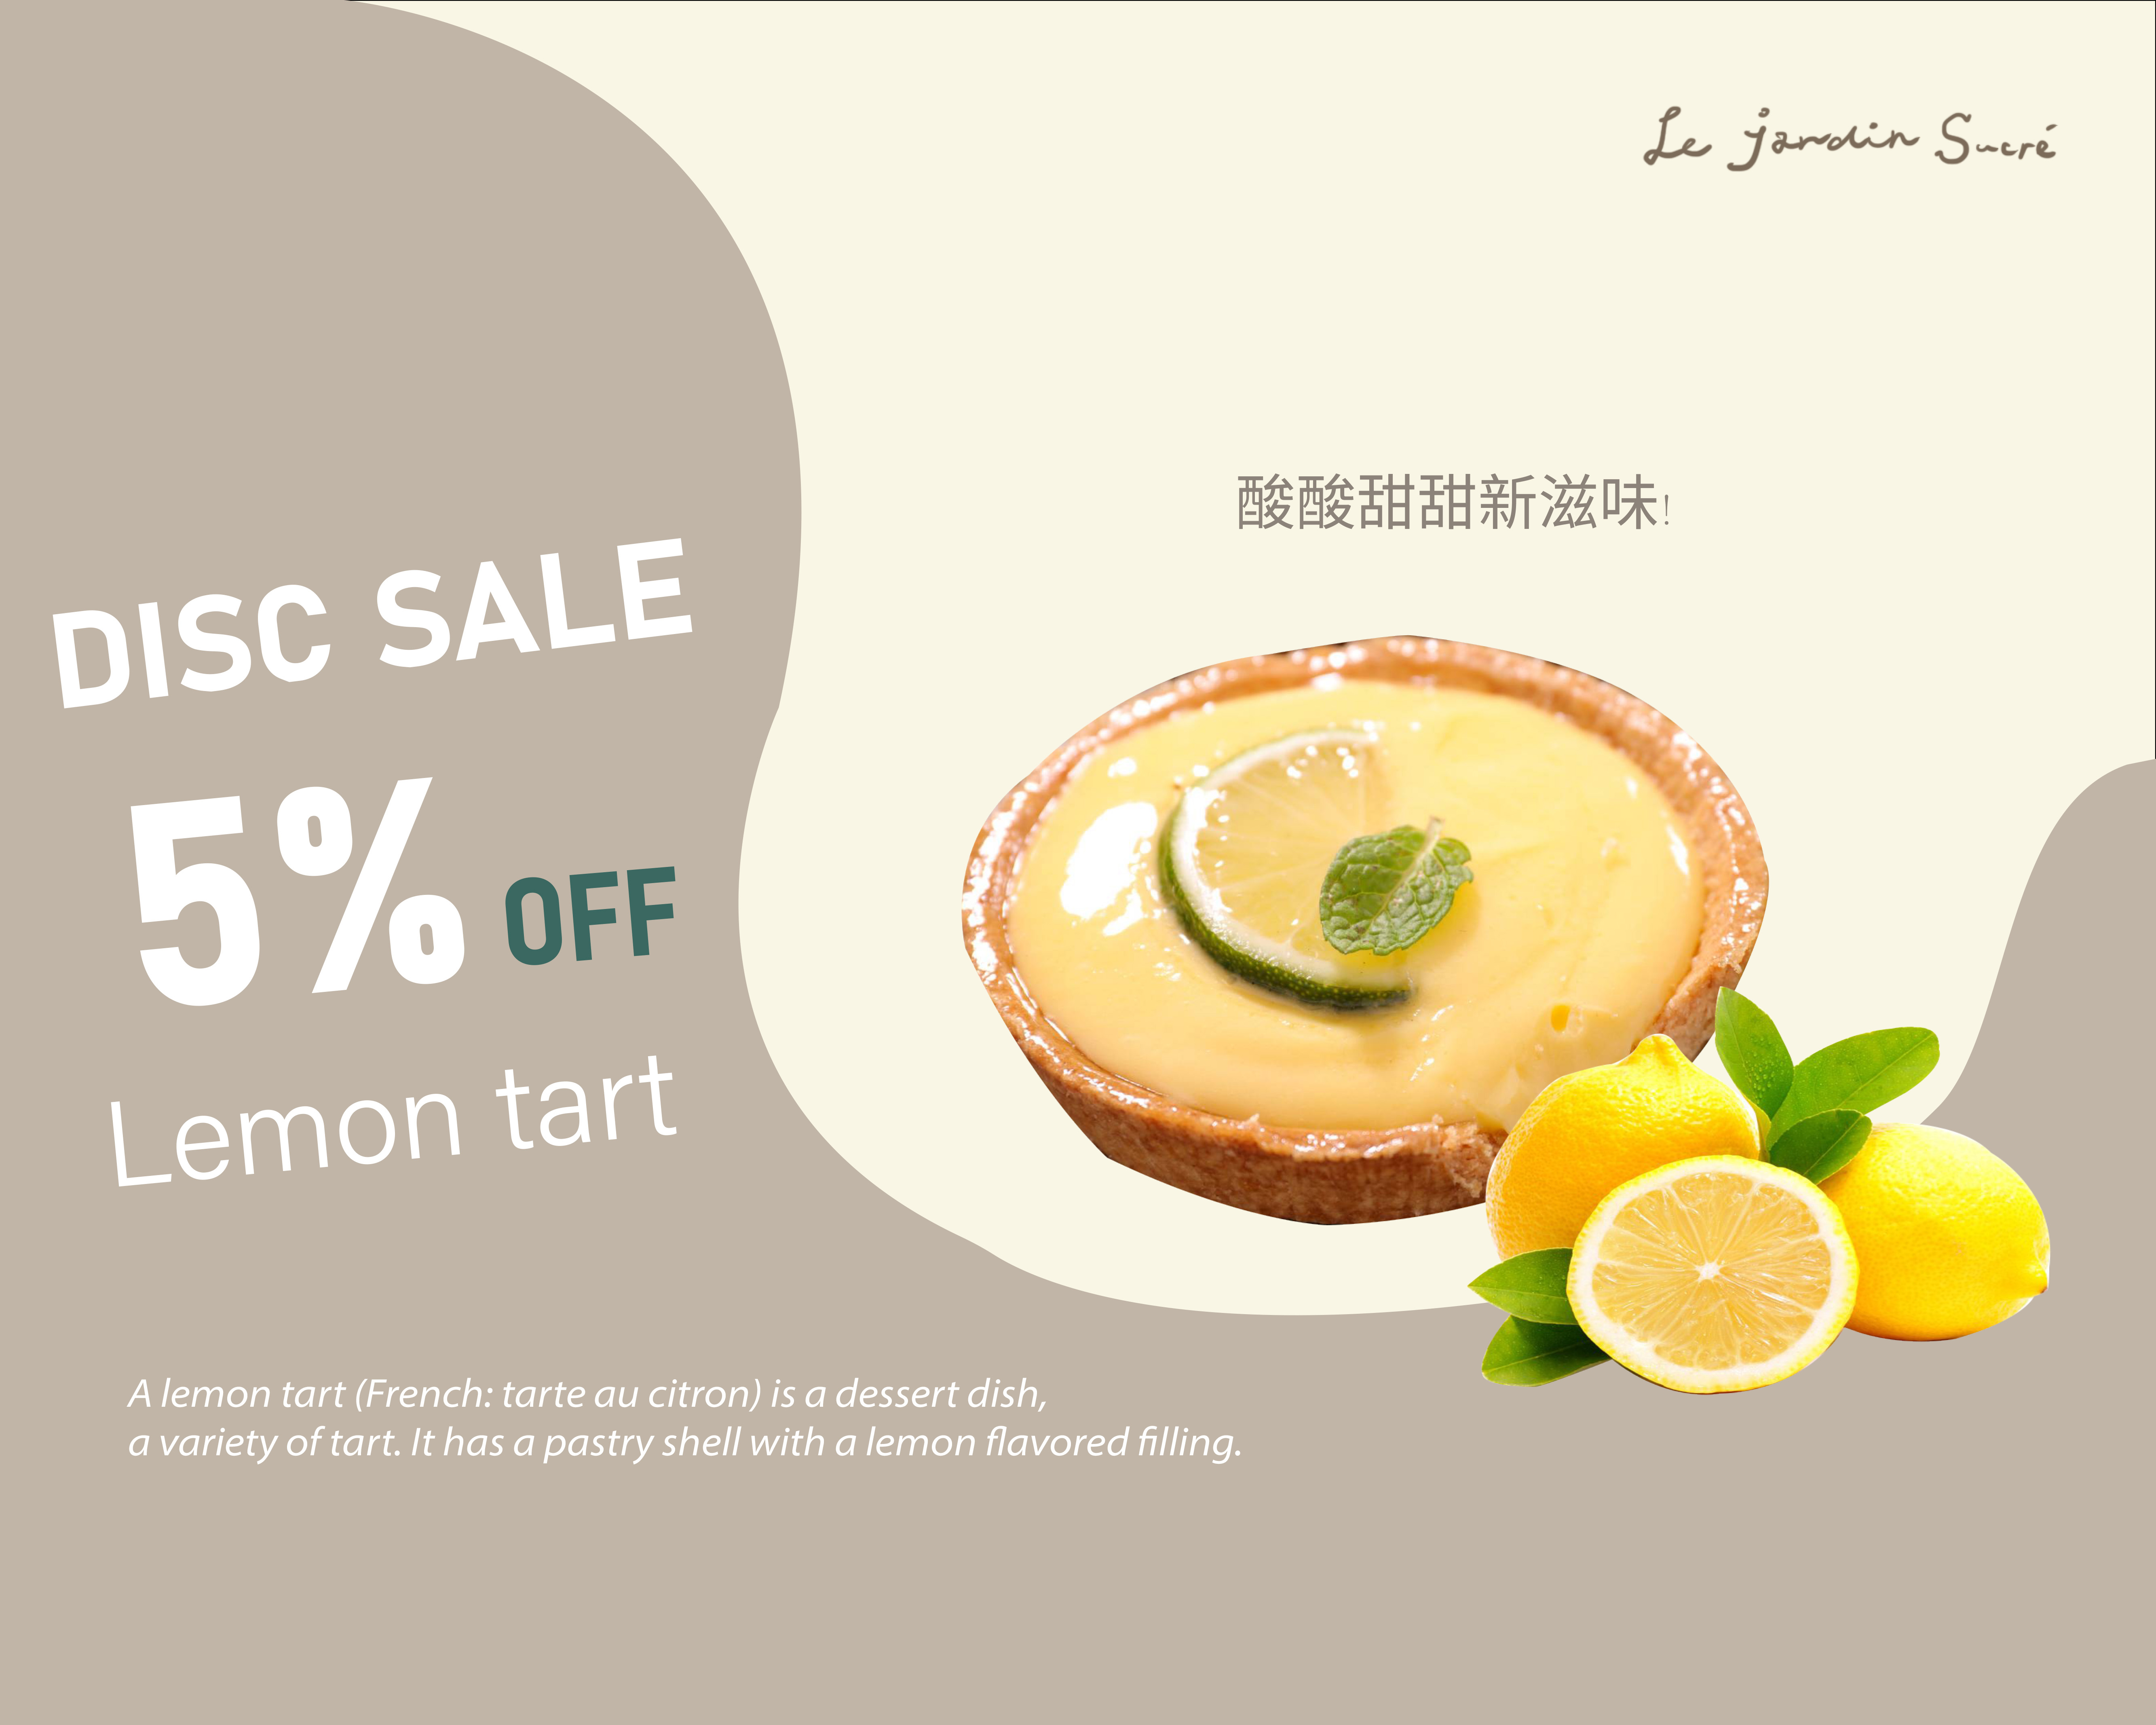 Le jardin Sucré
酸酸甜甜新滋味!
DISC SALE
5% OFF
Lemon tart
A lemon tart (French: tarte au citron) is a dessert dish,
a variety of tart. It has a pastry shell with a lemon flavored filling.